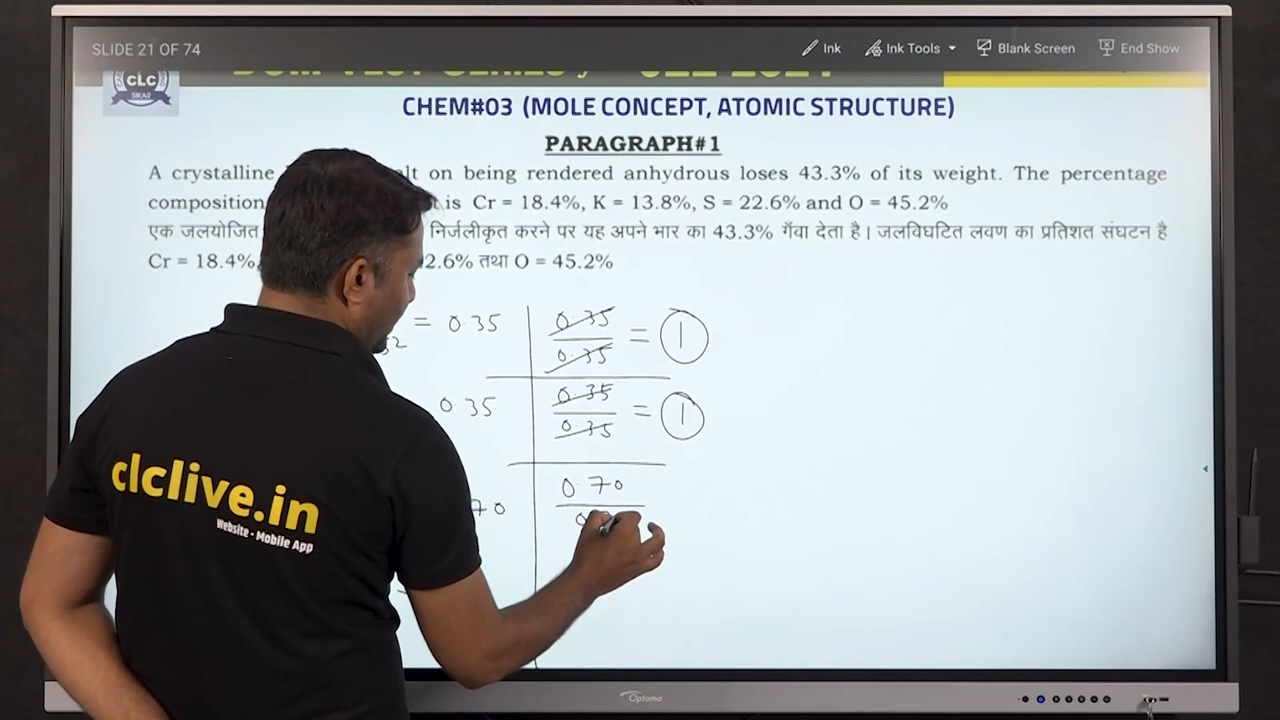 SLIDE 21 OF 74
Ink
Ink Tools
Blank Screen
End Show
CLC
SIKAR
CHEM#03 (MOLE CONCEPT, ATOMIC STRUCTURE)
PARAGRAPH#1
A crystalline on being rendered anhydrous loses 43.3% of its weight. The percentage
composition is Cr = 18.4%, K = 13.8%, S = 22.6% and O = 45.2%
एक जलयोजित निर्जलीकृत करने पर यह अपने भार का 43.3% गँवा देता है। जलविघटित लवण का प्रतिशत संघटन है
Cr = 18.4%, 2.6% तथा O = 45.2%
= 0.35
0.35
0.35 = 1
0.35
0.35
0.35 = 1
70
0.70
clclive.in
Website - Mobile App
Optoma